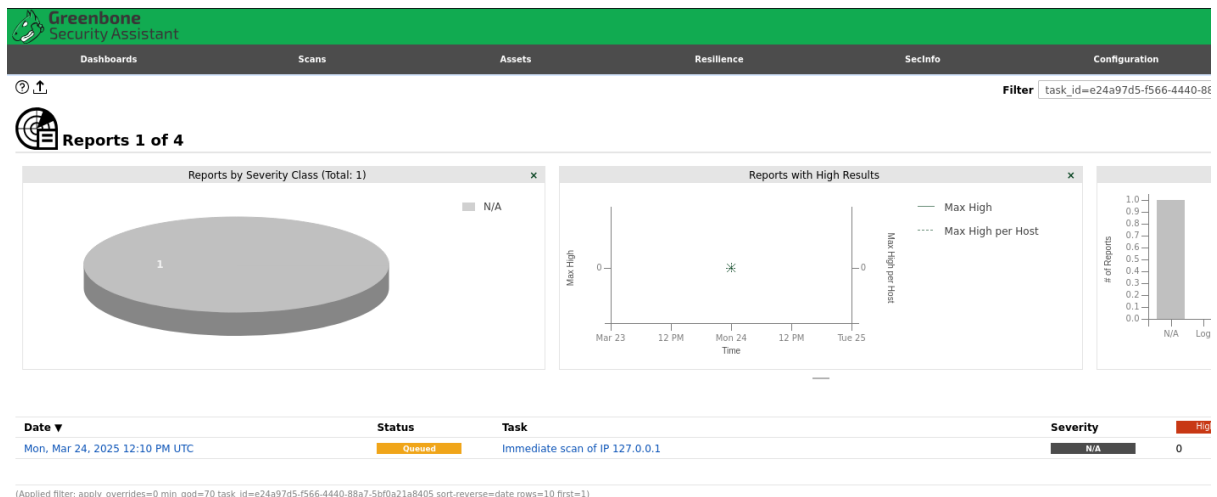 Greenbone
Security Assistant
Dashboards Scans Assets Resilience SecInfo Configuration
Filter task_id=e24a97d5-f566-4440-88
Reports 1 of 4
Reports by Severity Class (Total: 1) ×
N/A
1
Reports with High Results ×
Max High
Max High per Host
Max High
0
0
Max High per Host
Mar 23 12 PM Mon 24 12 PM Tue 25
Time
# of Reports
1.0
0.9
0.8
0.7
0.6
0.5
0.4
0.3
0.2
0.1
0.0
N/A Log
Date ▼ Status Task Severity High
Mon, Mar 24, 2025 12:10 PM UTC Queued Immediate scan of IP 127.0.0.1 N/A 0
(Applied filter: apply_overrides=0 min_qod=70 task_id=e24a97d5-f566-4440-88a7-5bf0a21a8405 sort-reverse=date rows=10 first=1)